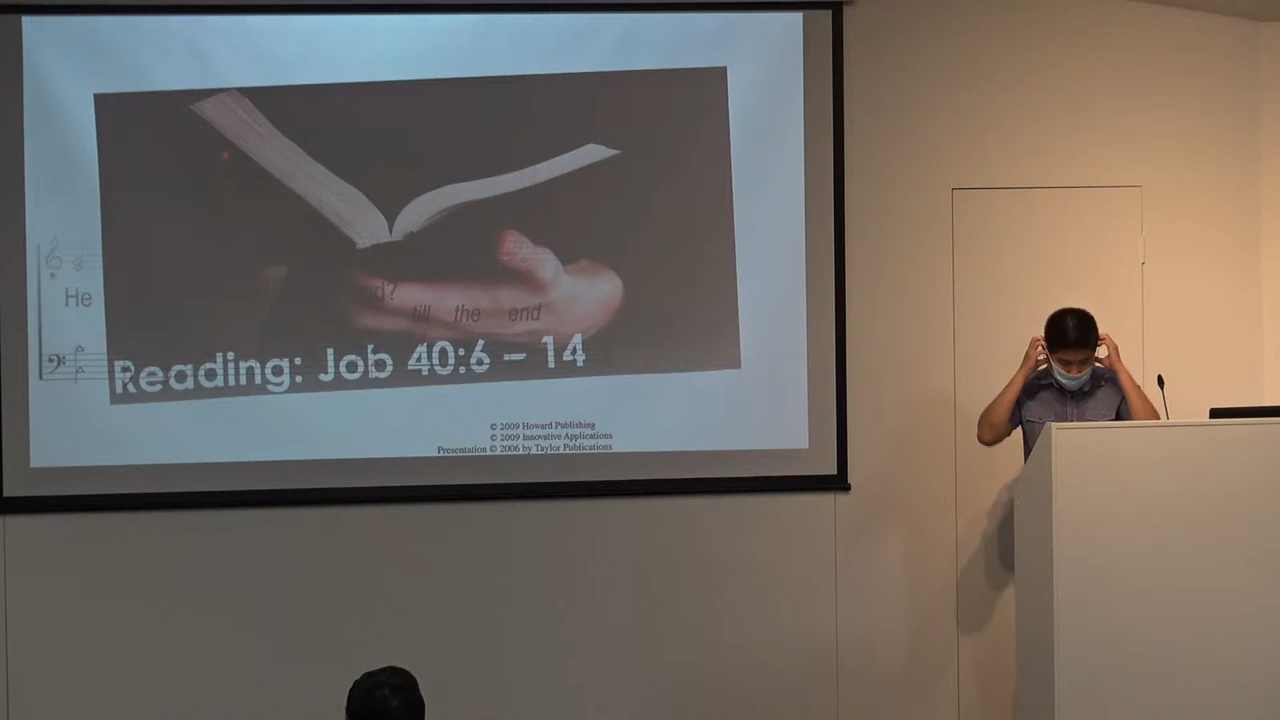 He
d?
till the end
Reading: Job 40:6 – 14
© 2009 Howard Publishing
© 2009 Innovative Applications
Presentation © 2006 by Taylor Publications